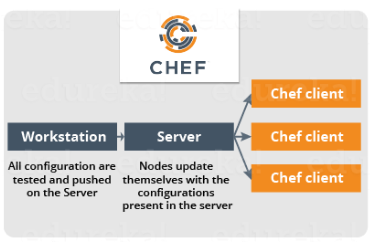 CHEF
edureka!
Chef client
Workstation
Server
Chef client
Chef client
All configuration are
tested and pushed
on the Server
Nodes update
themselves with the
configurations
present in the server